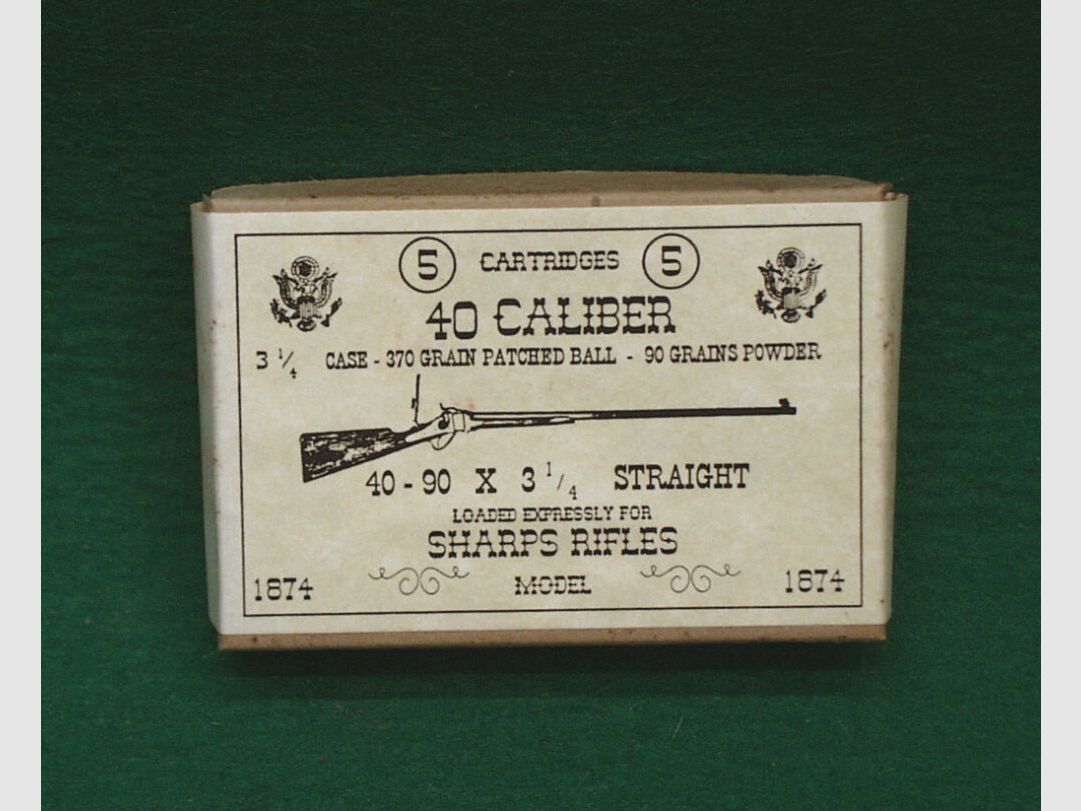 5 CARTRIDGES 5
40 CALIBER
3 1/4 CASE - 370 GRAIN PATCHED BALL - 90 GRAINS POWDER
40 - 90 X 3 1/4 STRAIGHT
LOADED EXPRESSLY FOR
SHARPS RIFLES
1874 MODEL 1874